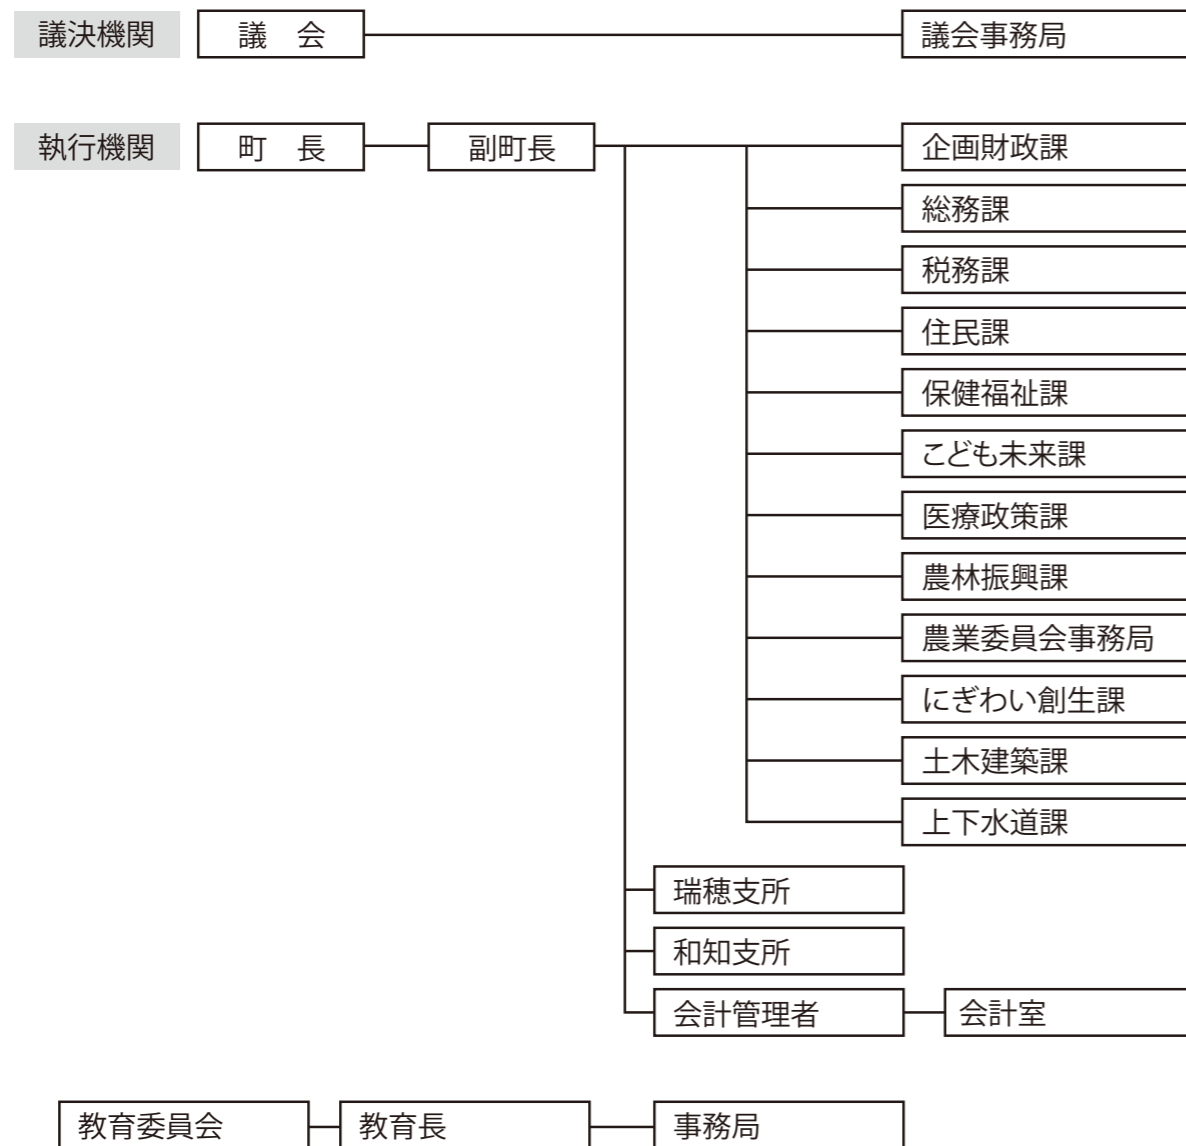 議決機関 議　会 議会事務局
執行機関 町　長 副町長 企画財政課
総務課
税務課
住民課
保健福祉課
こども未来課
医療政策課
農林振興課
農業委員会事務局
にぎわい創生課
土木建築課
上下水道課
瑞穂支所
和知支所
会計管理者 会計室
教育委員会 教育長 事務局